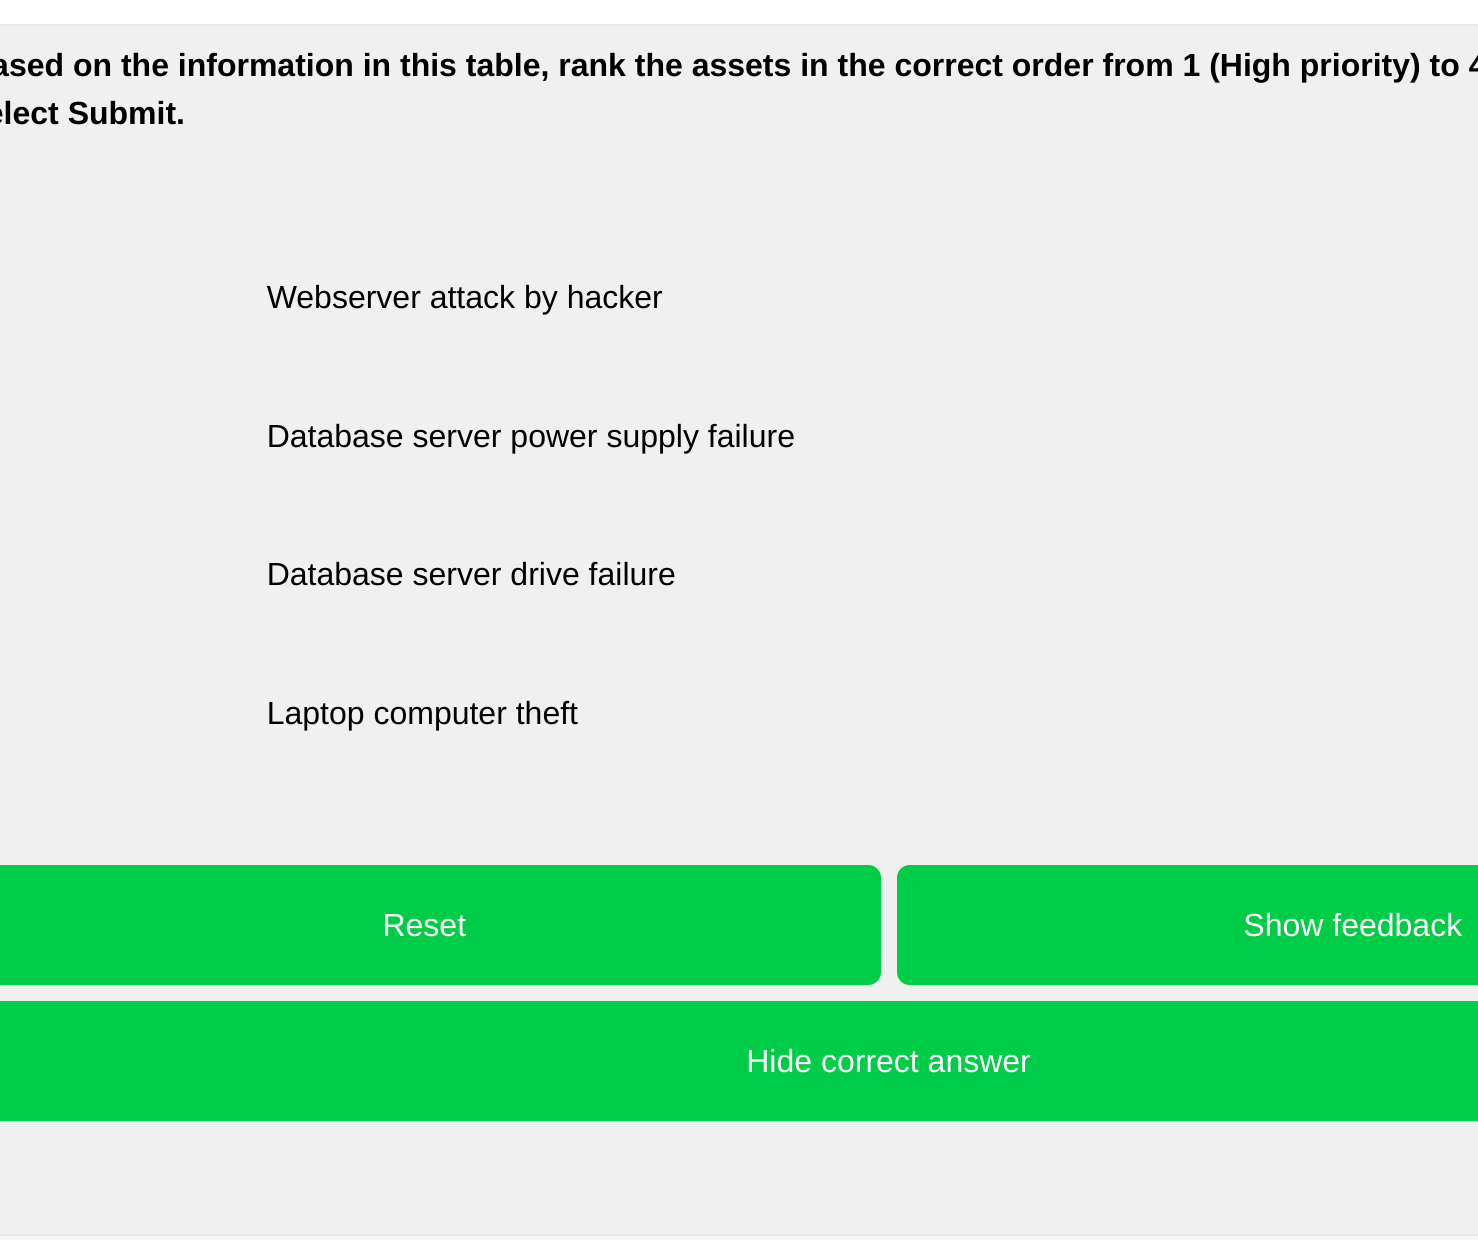 ased on the information in this table, rank the assets in the correct order from 1 (High priority) to 4
elect Submit.
Webserver attack by hacker
Database server power supply failure
Database server drive failure
Laptop computer theft
Reset
Show feedback
Hide correct answer